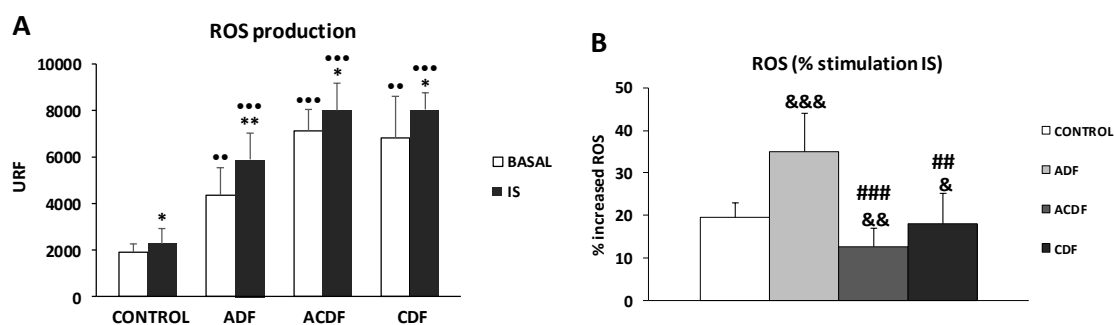 A
ROS production
URF
10000
8000
6000
4000
2000
0
*
••
•••
**
•••
•••
*
••
•••
*
CONTROL
ADF
ACDF
CDF
BASAL
IS
B
ROS (% stimulation IS)
% increased ROS
50
40
30
20
10
0
&&&
###
&&
##
&
CONTROL
ADF
ACDF
CDF